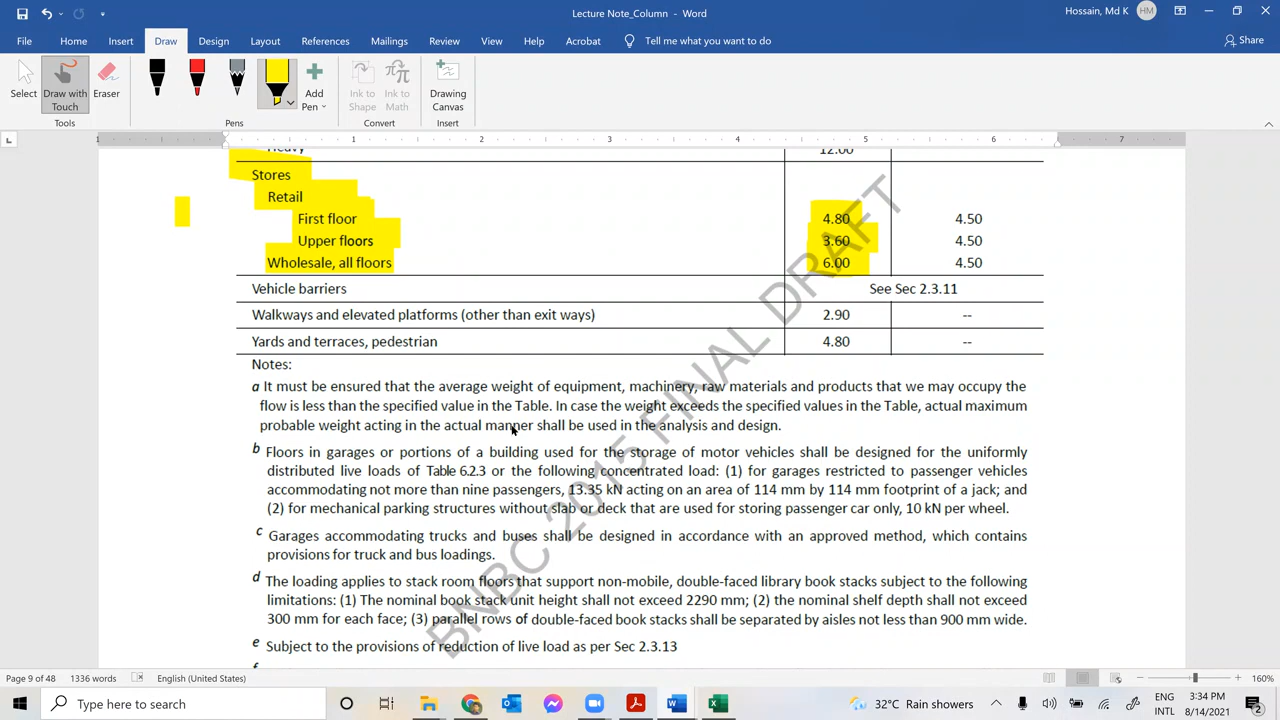 Lecture Note_Column - Word
Hossain, Md K
HM
File Home Insert Draw Design Layout References Mailings Review View Help Acrobat Tell me what you want to do
Share
Select
Draw with Touch
Eraser
Add Pen
Ink to Shape
Ink to Math
Drawing Canvas
Tools Pens Convert Insert
1 1 2 3 4 5 6 7
Heavy 12.00
Stores
Retail
First floor 4.80 4.50
Upper floors 3.60 4.50
Wholesale, all floors 6.00 4.50
Vehicle barriers See Sec 2.3.11
Walkways and elevated platforms (other than exit ways) 2.90 --
Yards and terraces, pedestrian 4.80 --
Notes:
a It must be ensured that the average weight of equipment, machinery, raw materials and products that we may occupy the
flow is less than the specified value in the Table. In case the weight exceeds the specified values in the Table, actual maximum
probable weight acting in the actual manner shall be used in the analysis and design.
b Floors in garages or portions of a building used for the storage of motor vehicles shall be designed for the uniformly
distributed live loads of Table 6.2.3 or the following concentrated load: (1) for garages restricted to passenger vehicles
accommodating not more than nine passengers, 13.35 kN acting on an area of 114 mm by 114 mm footprint of a jack; and
(2) for mechanical parking structures without slab or deck that are used for storing passenger car only, 10 kN per wheel.
c Garages accommodating trucks and buses shall be designed in accordance with an approved method, which contains
provisions for truck and bus loadings.
d The loading applies to stack room floors that support non-mobile, double-faced library book stacks subject to the following
limitations: (1) The nominal book stack unit height shall not exceed 2290 mm; (2) the nominal shelf depth shall not exceed
300 mm for each face; (3) parallel rows of double-faced book stacks shall be separated by aisles not less than 900 mm wide.
e Subject to the provisions of reduction of live load as per Sec 2.3.13
BNBC 2015 FINAL DRAFT
Page 9 of 48 1336 words English (United States) 160%
Type here to search
32°C Rain showers
ENG
INTL
3:34 PM
8/14/2021
2